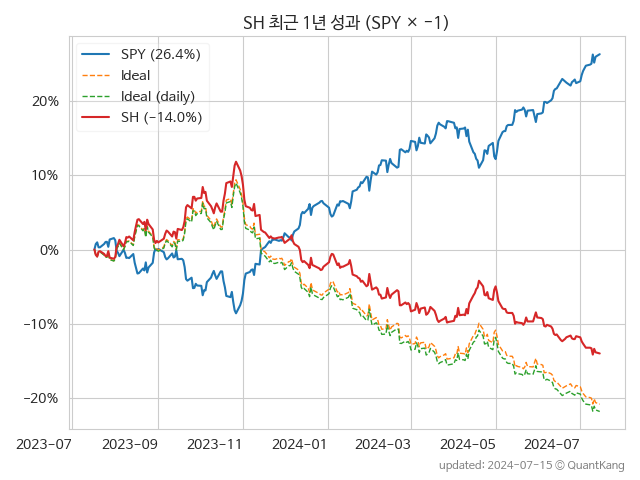 SH 최근 1년 성과 (SPY × −1)
SPY (26.4%)
Ideal
Ideal (daily)
SH (−14.0%)
20%
10%
0%
−10%
−20%
2023-07 2023-09 2023-11 2024-01 2024-03 2024-05 2024-07
updated: 2024-07-15 © QuantKang